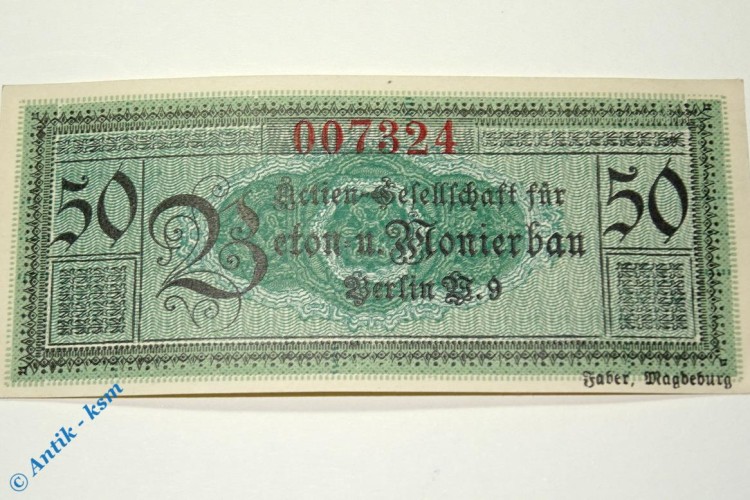 007324
50
50
Actien-Gesellschaft für
Beton- u. Monierbau
Berlin W. 9
Faber, Magdeburg
© Antik - ksm